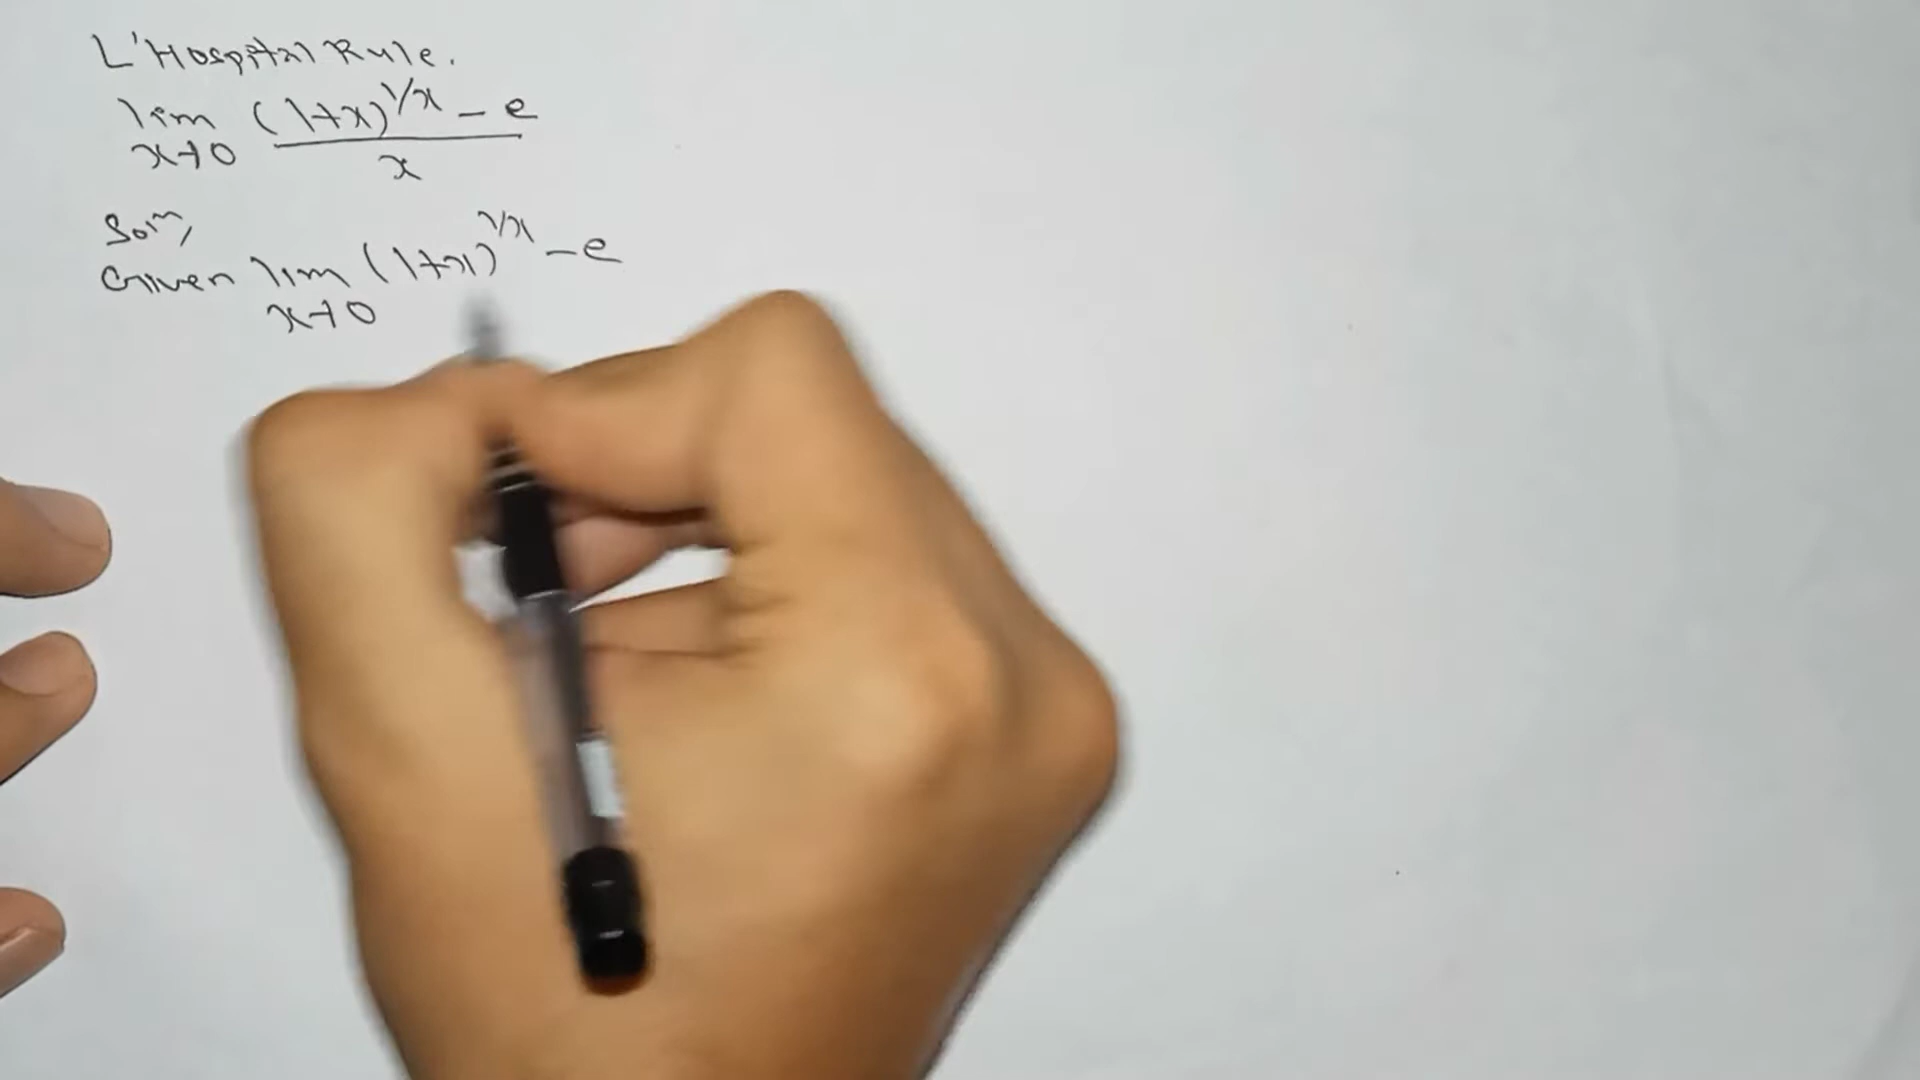 L'Hospital Rule.
lim (1+x)^1/x - e
x→0 x
Soln,
Given lim (1+x)^1/x - e
x→0